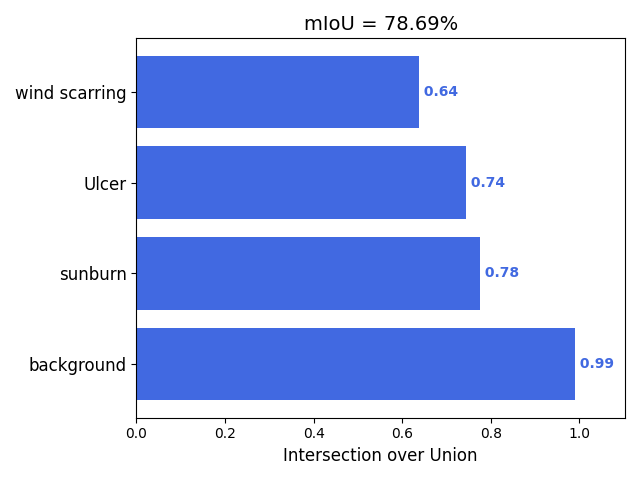 mIoU = 78.69%
wind scarring 0.64
Ulcer 0.74
sunburn 0.78
background 0.99
0.0 0.2 0.4 0.6 0.8 1.0
Intersection over Union